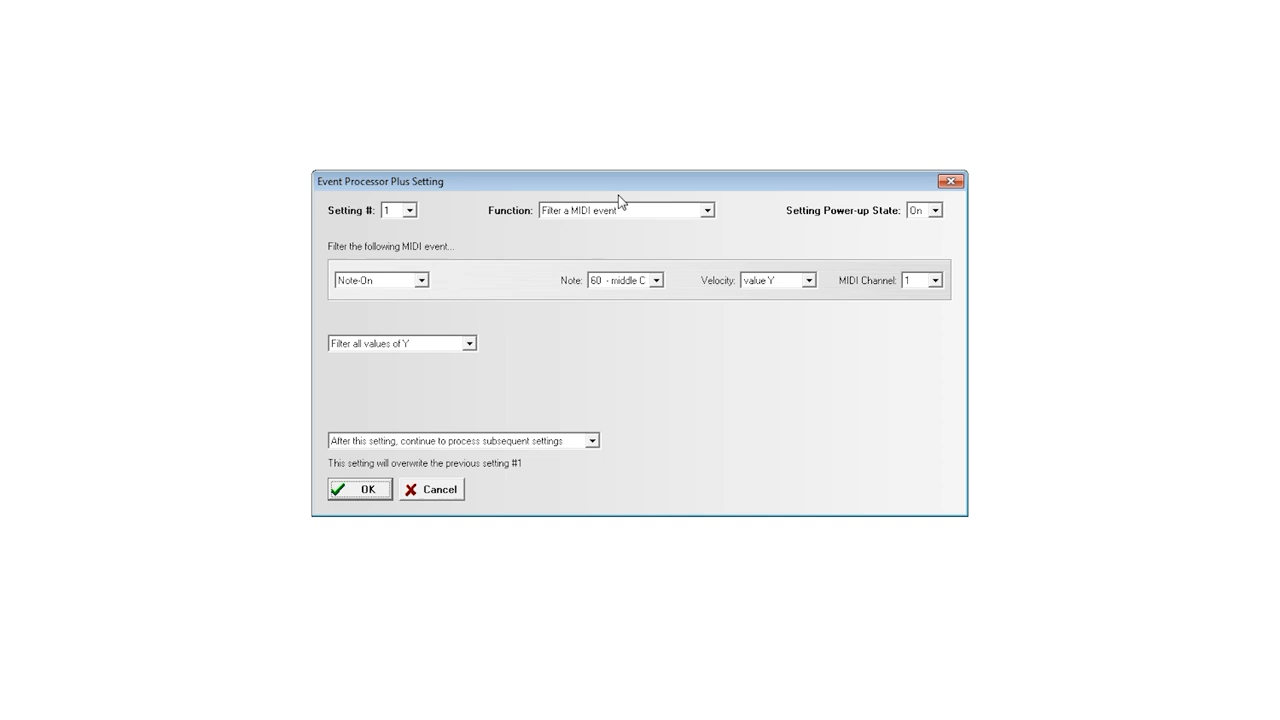 Event Processor Plus Setting
Setting #: 1 Function: Filter a MIDI event Setting Power-up State: On
Filter the following MIDI event...
Note-On Note: 60 - middle C Velocity: value Y MIDI Channel: 1
Filter all values of Y
After this setting, continue to process subsequent settings
This setting will overwrite the previous setting #1
OK Cancel